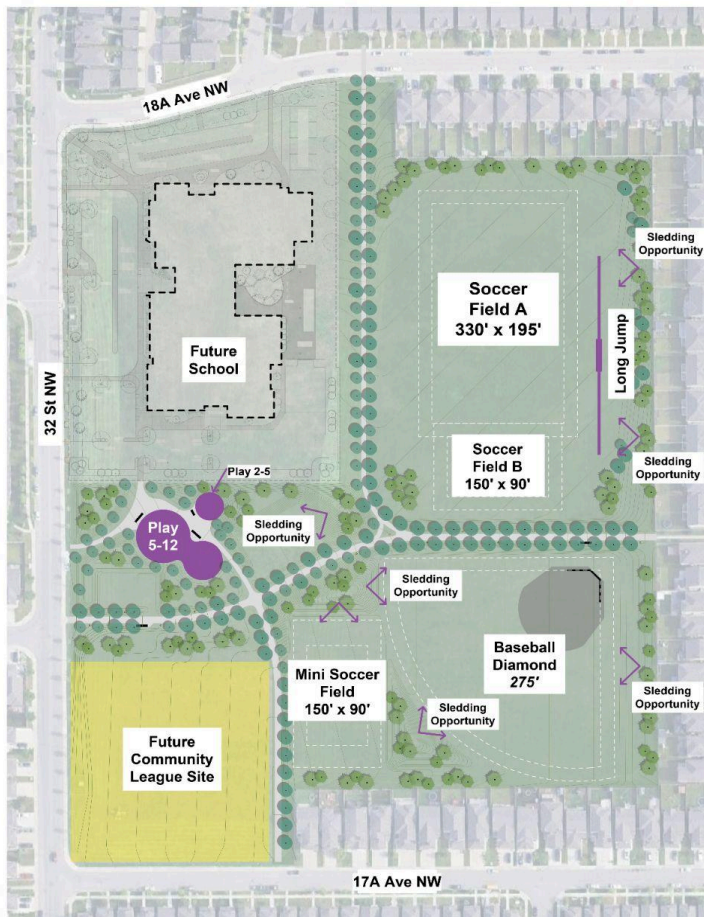 18A Ave NW
Sledding
Opportunity
Soccer
Field A
330' x 195'
Long Jump
Future
School
32 St NW
Soccer
Field B
150' x 90'
Sledding
Opportunity
Play 2-5
Play
5-12
Sledding
Opportunity
Sledding
Opportunity
Baseball
Diamond
275'
Mini Soccer
Field
150' x 90'
Sledding
Opportunity
Sledding
Opportunity
Future
Community
League Site
17A Ave NW